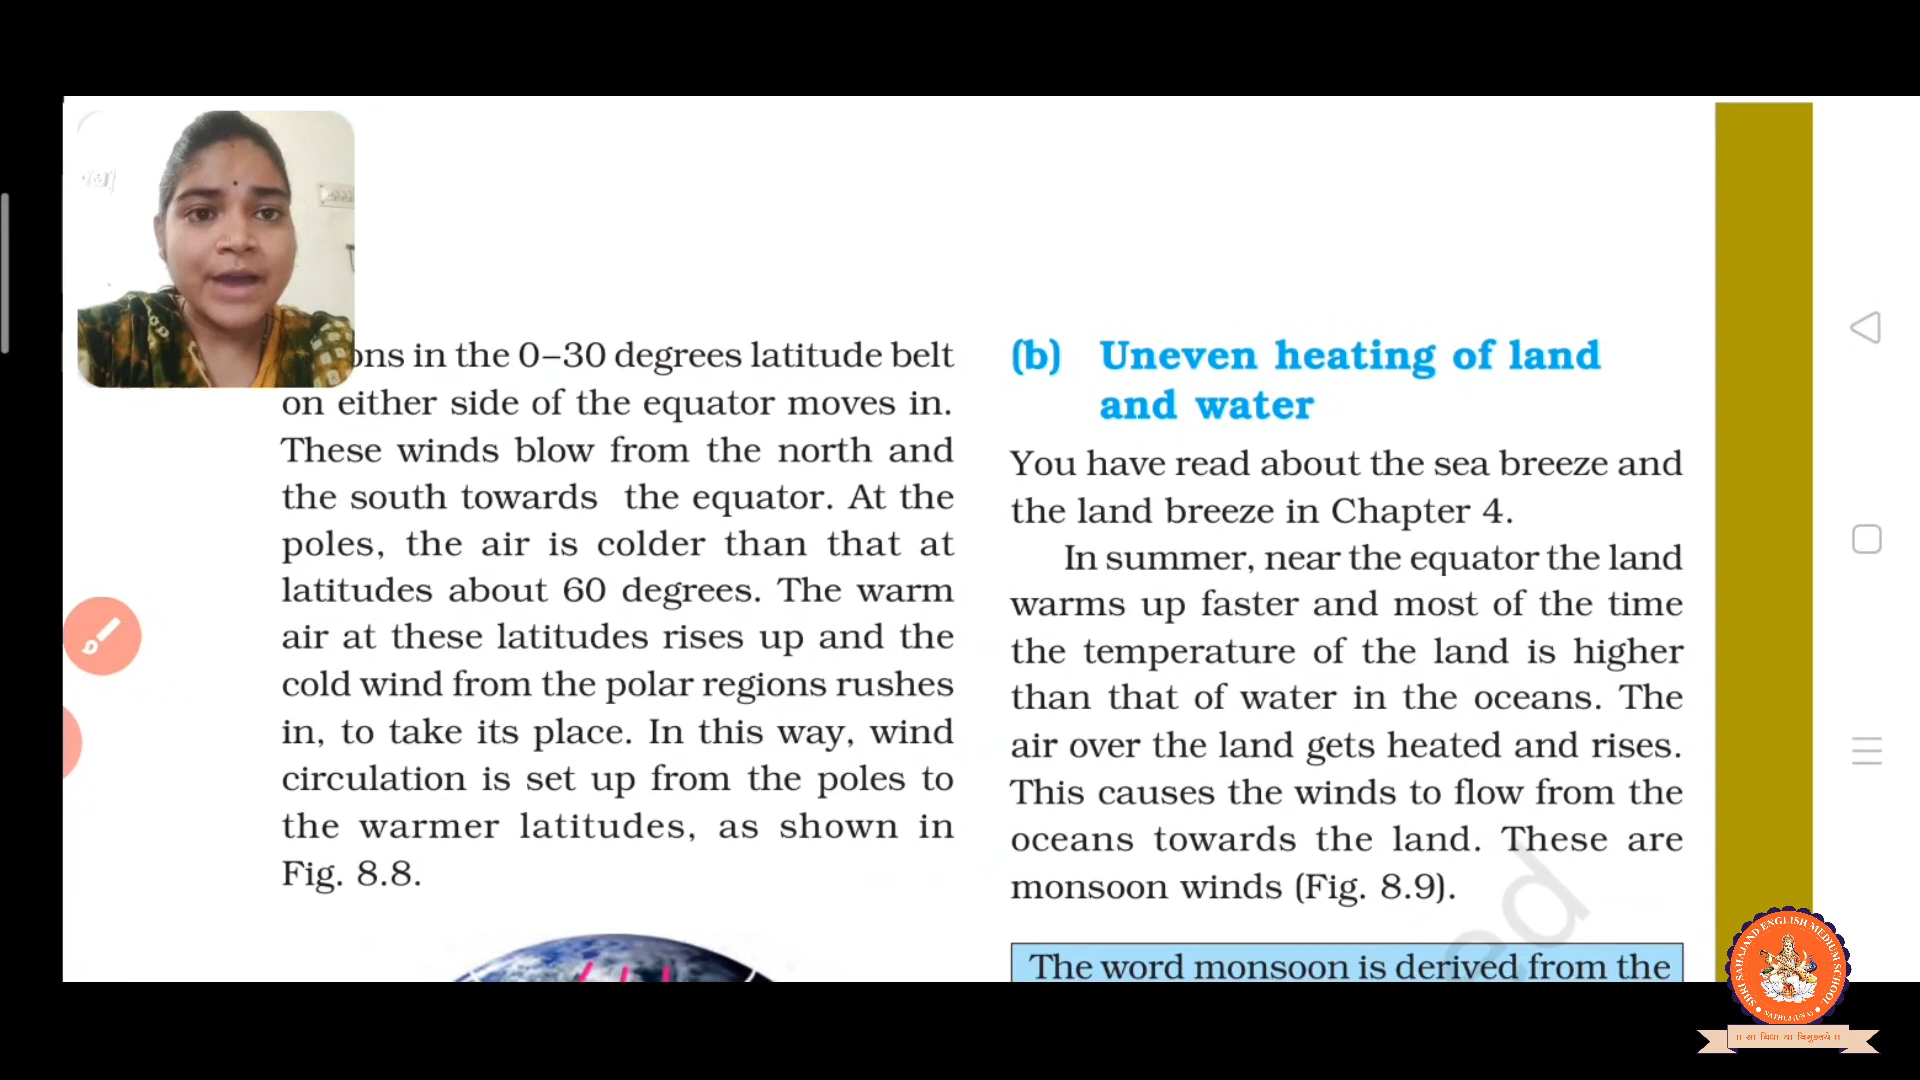 ons in the 0–30 degrees latitude belt
on either side of the equator moves in.
These winds blow from the north and
the south towards the equator. At the
poles, the air is colder than that at
latitudes about 60 degrees. The warm
air at these latitudes rises up and the
cold wind from the polar regions rushes
in, to take its place. In this way, wind
circulation is set up from the poles to
the warmer latitudes, as shown in
Fig. 8.8.
(b) Uneven heating of land
and water
You have read about the sea breeze and
the land breeze in Chapter 4.
In summer, near the equator the land
warms up faster and most of the time
the temperature of the land is higher
than that of water in the oceans. The
air over the land gets heated and rises.
This causes the winds to flow from the
oceans towards the land. These are
monsoon winds (Fig. 8.9).
The word monsoon is derived from the
ed
SHRI SAHAJANAND ENGLISH MEDIUM SCHOOL
।। सा विद्या या विमुक्तये ।।